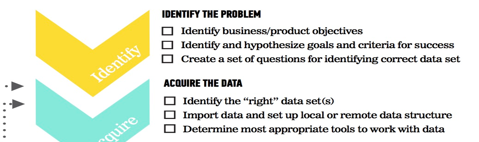 IDENTIFY THE PROBLEM
Identify business/product objectives
Identify and hypothesize goals and criteria for success
Create a set of questions for identifying correct data set
Identify
ACQUIRE THE DATA
Identify the “right” data set(s)
Import data and set up local or remote data structure
Determine most appropriate tools to work with data